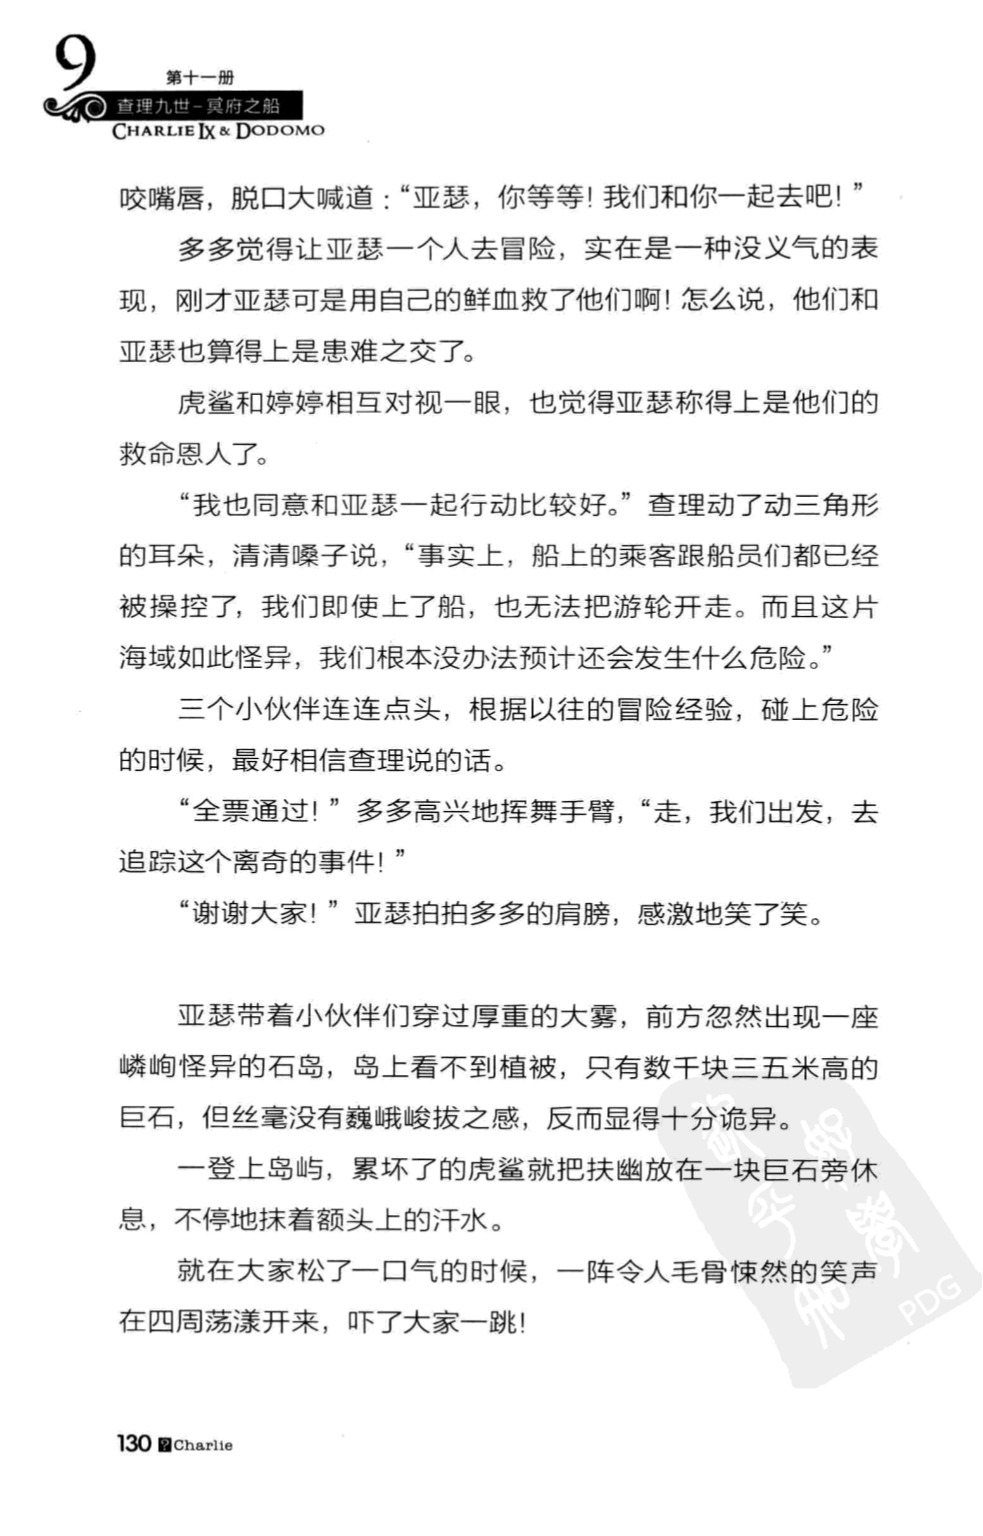 9
第十一册
查理九世-冥府之船
CHARLIE IX & DODOMO
咬嘴唇，脱口大喊道：“亚瑟，你等等！我们和你一起去吧！”
多多觉得让亚瑟一个人去冒险，实在是一种没义气的表
现，刚才亚瑟可是用自己的鲜血救了他们啊！怎么说，他们和
亚瑟也算得上是患难之交了。
虎鲨和婷婷相互对视一眼，也觉得亚瑟称得上是他们的
救命恩人了。
“我也同意和亚瑟一起行动比较好。”查理动了动三角形
的耳朵，清清嗓子说，“事实上，船上的乘客跟船员们都已经
被操控了，我们即使上了船，也无法把游轮开走。而且这片
海域如此怪异，我们根本没办法预计还会发生什么危险。”
三个小伙伴连连点头，根据以往的冒险经验，碰上危险
的时候，最好相信查理说的话。
“全票通过！”多多高兴地挥舞手臂，“走，我们出发，去
追踪这个离奇的事件！”
“谢谢大家！”亚瑟拍拍多多的肩膀，感激地笑了笑。
亚瑟带着小伙伴们穿过厚重的大雾，前方忽然出现一座
嶙峋怪异的石岛，岛上看不到植被，只有数千块三五米高的
巨石，但丝毫没有巍峨峻拔之感，反而显得十分诡异。
一登上岛屿，累坏了的虎鲨就把扶幽放在一块巨石旁休
息，不停地抹着额头上的汗水。
就在大家松了一口气的时候，一阵令人毛骨悚然的笑声
在四周荡漾开来，吓了大家一跳！
PDG
130 ? Charlie